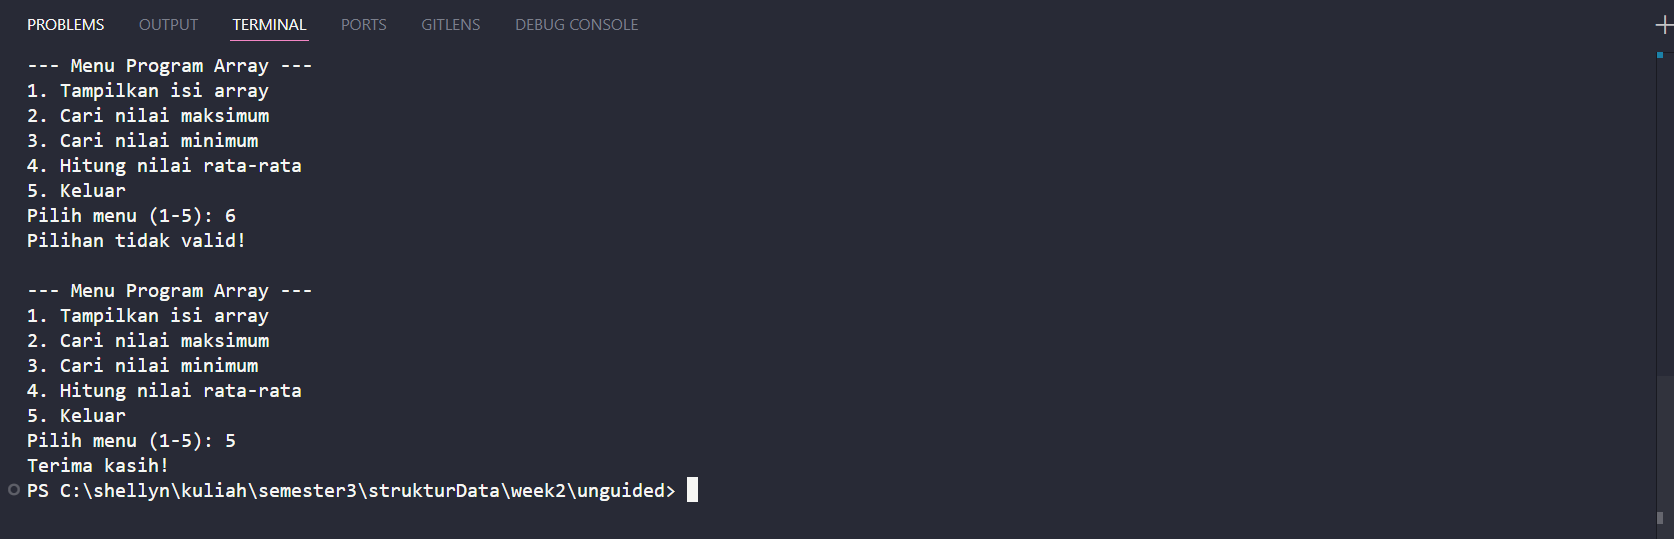 PROBLEMS OUTPUT TERMINAL PORTS GITLENS DEBUG CONSOLE
--- Menu Program Array ---
1. Tampilkan isi array
2. Cari nilai maksimum
3. Cari nilai minimum
4. Hitung nilai rata-rata
5. Keluar
Pilih menu (1-5): 6
Pilihan tidak valid!
--- Menu Program Array ---
1. Tampilkan isi array
2. Cari nilai maksimum
3. Cari nilai minimum
4. Hitung nilai rata-rata
5. Keluar
Pilih menu (1-5): 5
Terima kasih!
PS C:\shellyn\kuliah\semester3\strukturData\week2\unguided>